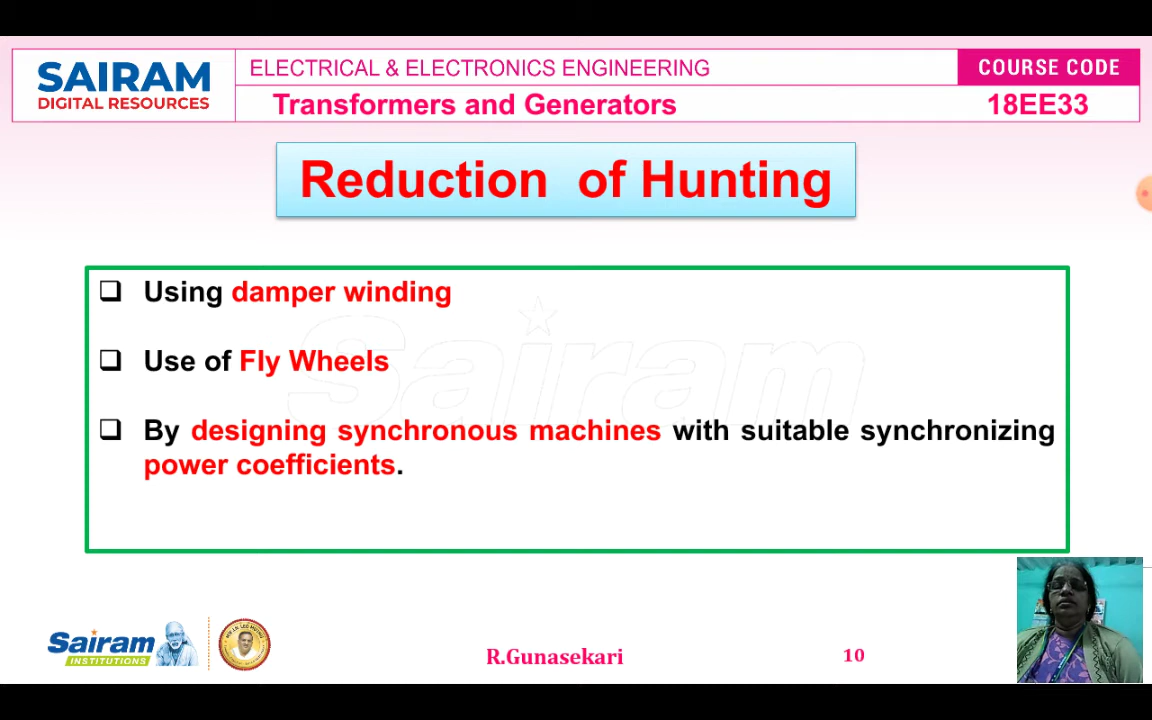 SAIRAM
DIGITAL RESOURCES
ELECTRICAL & ELECTRONICS ENGINEERING
COURSE CODE
Transformers and Generators
18EE33
Reduction of Hunting
Using damper winding
Use of Fly Wheels
By designing synchronous machines with suitable synchronizing
power coefficients.
Sairam
Sairam
INSTITUTIONS
R.Gunasekari
10